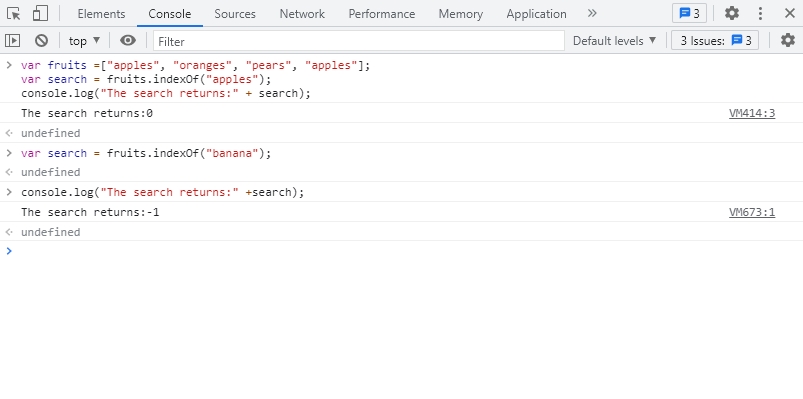 Elements Console Sources Network Performance Memory Application 3
top Filter Default levels 3 Issues: 3
var fruits =["apples", "oranges", "pears", "apples"];
var search = fruits.indexOf("apples");
console.log("The search returns:" + search);
The search returns:0 VM414:3
undefined
var search = fruits.indexOf("banana");
undefined
console.log("The search returns:" +search);
The search returns:-1 VM673:1
undefined